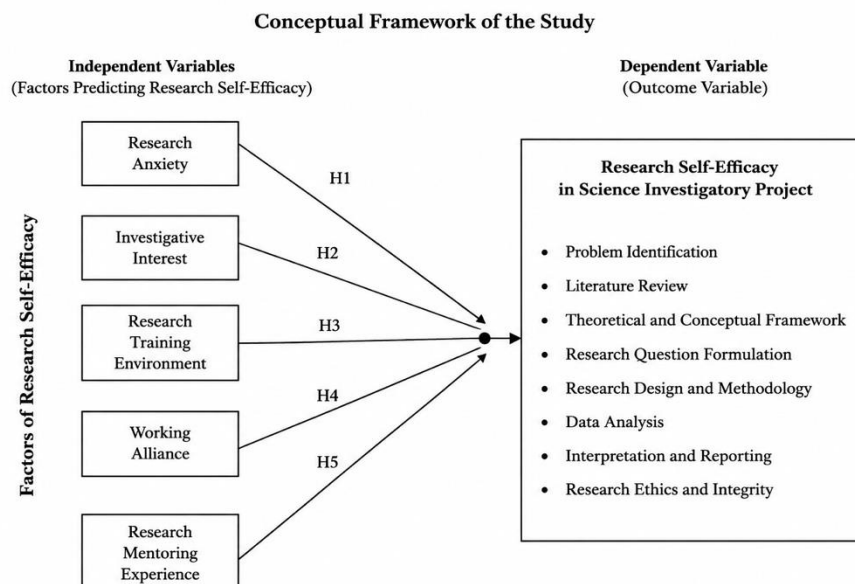 Conceptual Framework of the Study
Independent Variables
(Factors Predicting Research Self-Efficacy)
Dependent Variable
(Outcome Variable)
Factors of Research Self-Efficacy
Research
Anxiety
Investigative
Interest
Research
Training
Environment
Working
Alliance
Research
Mentoring
Experience
H1
H2
H3
H4
H5
Research Self-Efficacy
in Science Investigatory Project
• Problem Identification
• Literature Review
• Theoretical and Conceptual Framework
• Research Question Formulation
• Research Design and Methodology
• Data Analysis
• Interpretation and Reporting
• Research Ethics and Integrity